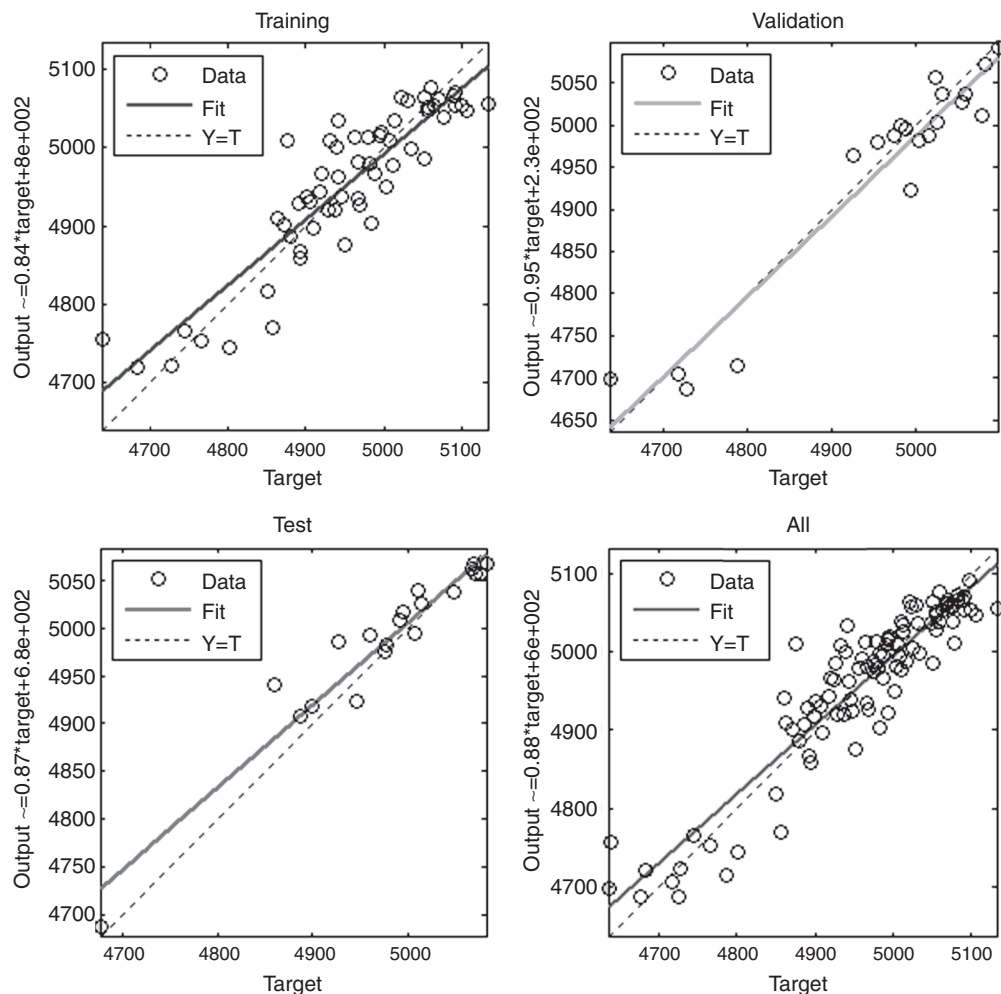 Training
Output ~=0.84*target+8e+002
5100
5000
4900
4800
4700
Data
Fit
Y=T
4700 4800 4900 5000 5100
Target
Validation
Output ~=0.95*target+2.3e+002
5050
5000
4950
4900
4850
4800
4750
4700
4650
Data
Fit
Y=T
4700 4800 4900 5000
Target
Test
Output ~=0.87*target+6.8e+002
5050
5000
4950
4900
4850
4800
4750
4700
Data
Fit
Y=T
4700 4800 4900 5000
Target
All
Output ~=0.88*target+6e+002
5100
5000
4900
4800
4700
Data
Fit
Y=T
4700 4800 4900 5000 5100
Target